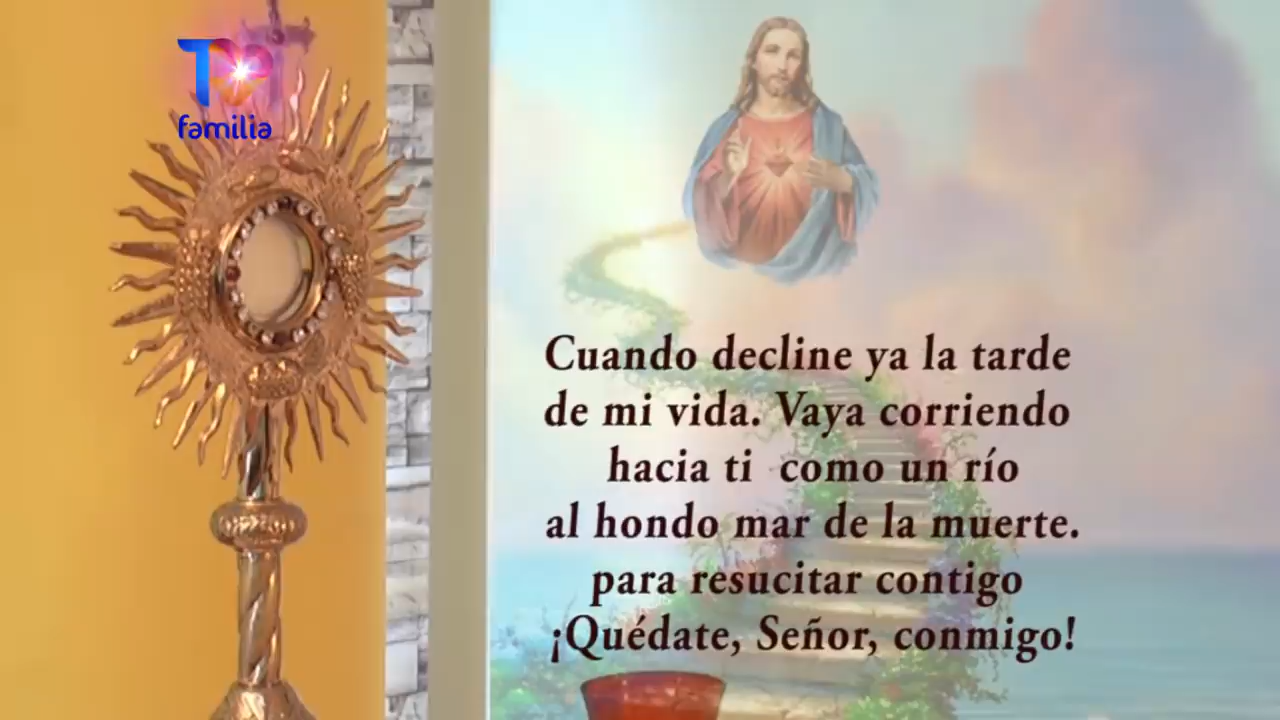 TM
familia
Cuando decline ya la tarde
de mi vida. Vaya corriendo
hacia ti como un río
al hondo mar de la muerte.
para resucitar contigo
¡Quédate, Señor, conmigo!